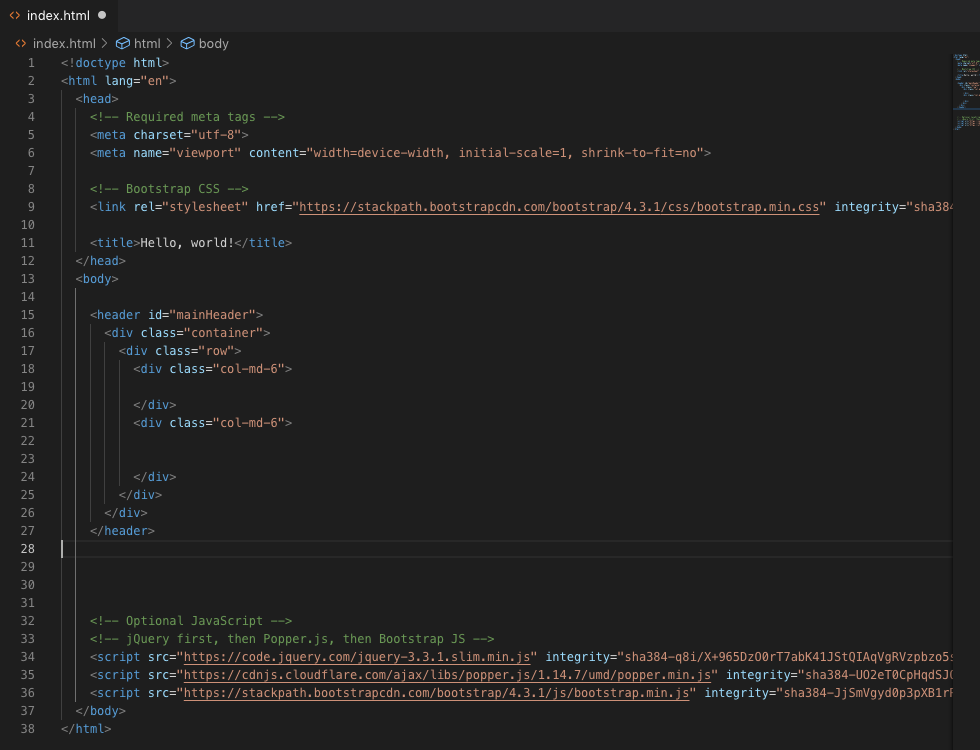 index.html
index.html > html > body
1 <!doctype html>
2 <html lang="en">
3 <head>
4 <!-- Required meta tags -->
5 <meta charset="utf-8">
6 <meta name="viewport" content="width=device-width, initial-scale=1, shrink-to-fit=no">
7
8 <!-- Bootstrap CSS -->
9 <link rel="stylesheet" href="https://stackpath.bootstrapcdn.com/bootstrap/4.3.1/css/bootstrap.min.css" integrity="sha384
10
11 <title>Hello, world!</title>
12 </head>
13 <body>
14
15 <header id="mainHeader">
16 <div class="container">
17 <div class="row">
18 <div class="col-md-6">
19
20 </div>
21 <div class="col-md-6">
22
23
24 </div>
25 </div>
26 </div>
27 </header>
28
29
30
31
32 <!-- Optional JavaScript -->
33 <!-- jQuery first, then Popper.js, then Bootstrap JS -->
34 <script src="https://code.jquery.com/jquery-3.3.1.slim.min.js" integrity="sha384-q8i/X+965DzO0rT7abK41JStQIAqVgRVzpbzo5s
35 <script src="https://cdnjs.cloudflare.com/ajax/libs/popper.js/1.14.7/umd/popper.min.js" integrity="sha384-UO2eT0CpHqdSJQ
36 <script src="https://stackpath.bootstrapcdn.com/bootstrap/4.3.1/js/bootstrap.min.js" integrity="sha384-JjSmVgyd0p3pXB1rR
37 </body>
38 </html>